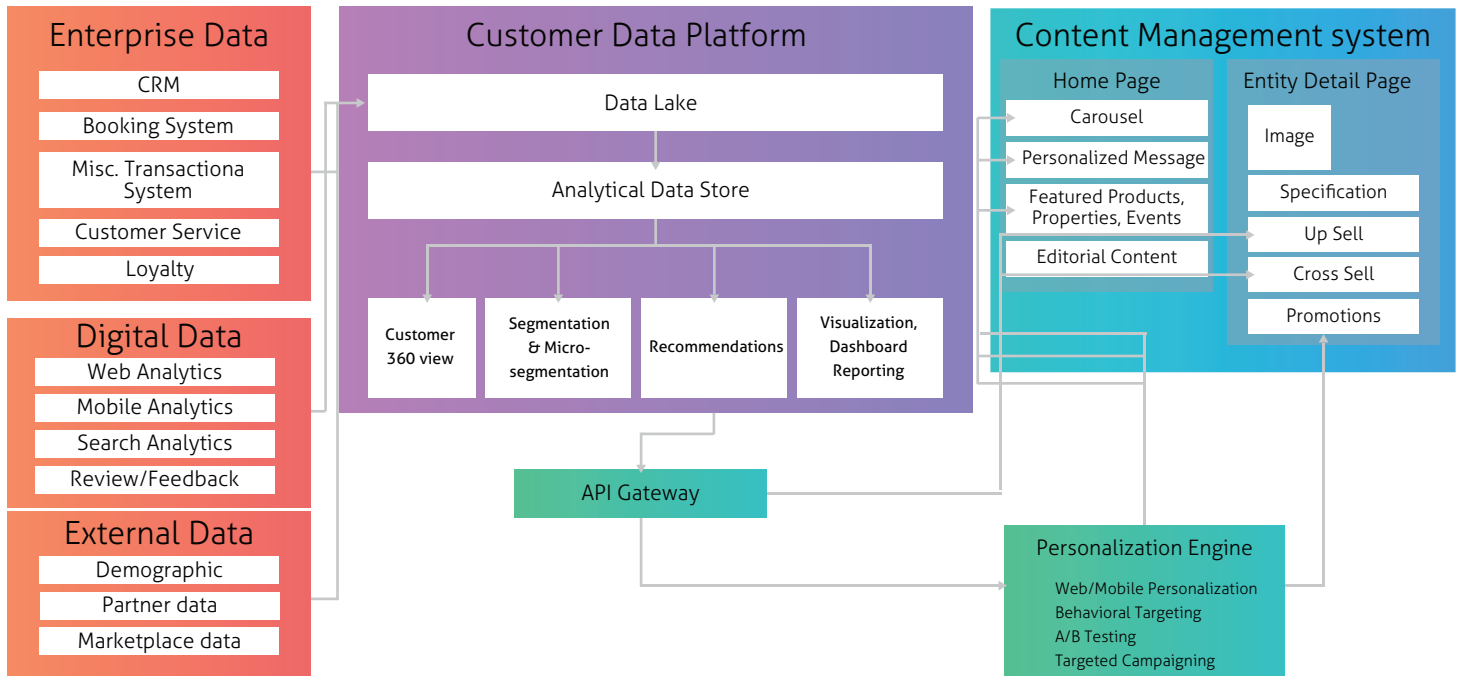 Enterprise Data
CRM
Booking System
Misc. Transactiona
System
Customer Service
Loyalty
Digital Data
Web Analytics
Mobile Analytics
Search Analytics
Review/Feedback
External Data
Demographic
Partner data
Marketplace data
Customer Data Platform
Data Lake
Analytical Data Store
Customer
360 view
Segmentation
& Micro-
segmentation
Recommendations
Visualization,
Dashboard
Reporting
API Gateway
Content Management system
Home Page
Carousel
Personalized Message
Featured Products,
Properties, Events
Editorial Content
Entity Detail Page
Image
Specification
Up Sell
Cross Sell
Promotions
Personalization Engine
Web/Mobile Personalization
Behavioral Targeting
A/B Testing
Targeted Campaigning